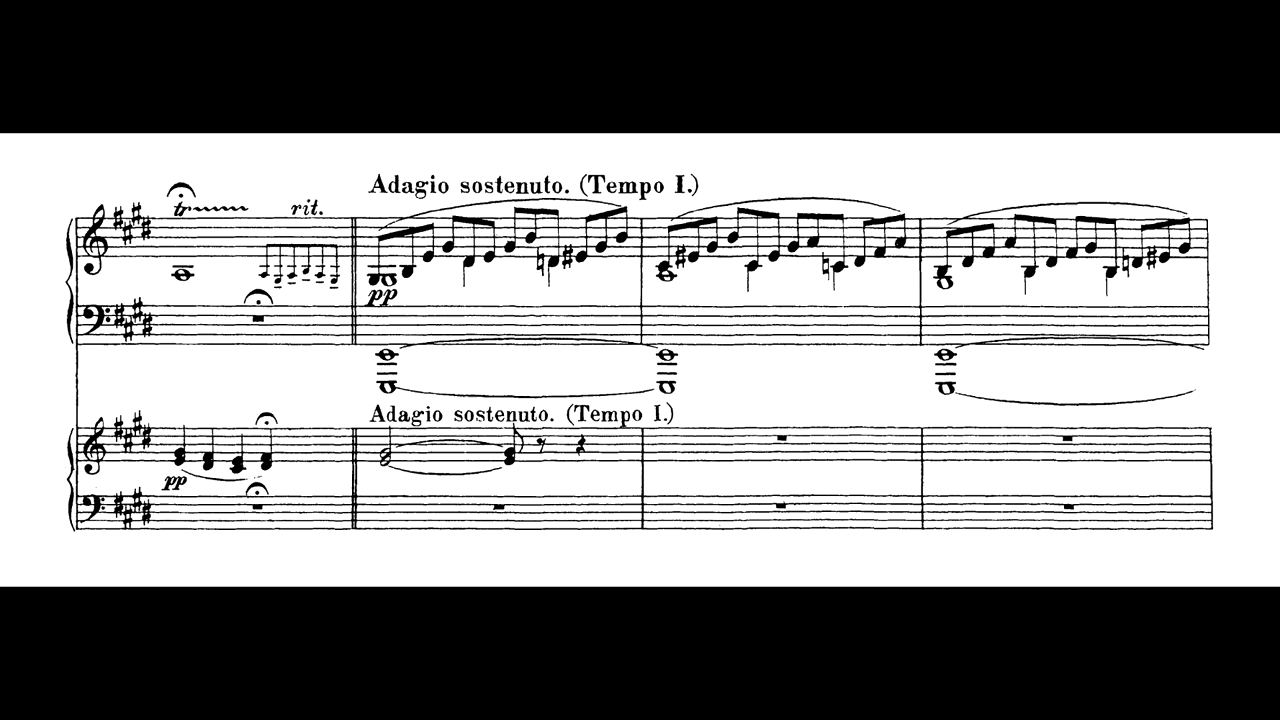 Adagio sostenuto. (Tempo I.)
tr rit.
pp
Adagio sostenuto. (Tempo I.)
pp